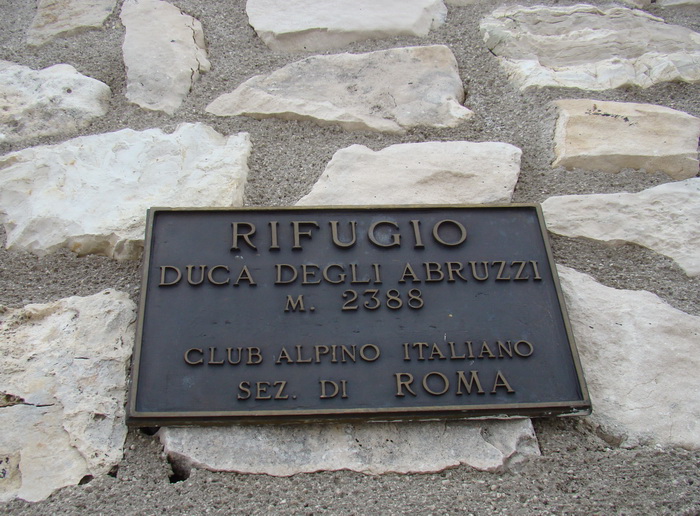 RIFUGIO
DUCA DEGLI ABRUZZI
M. 2388
CLUB ALPINO ITALIANO
SEZ. DI ROMA